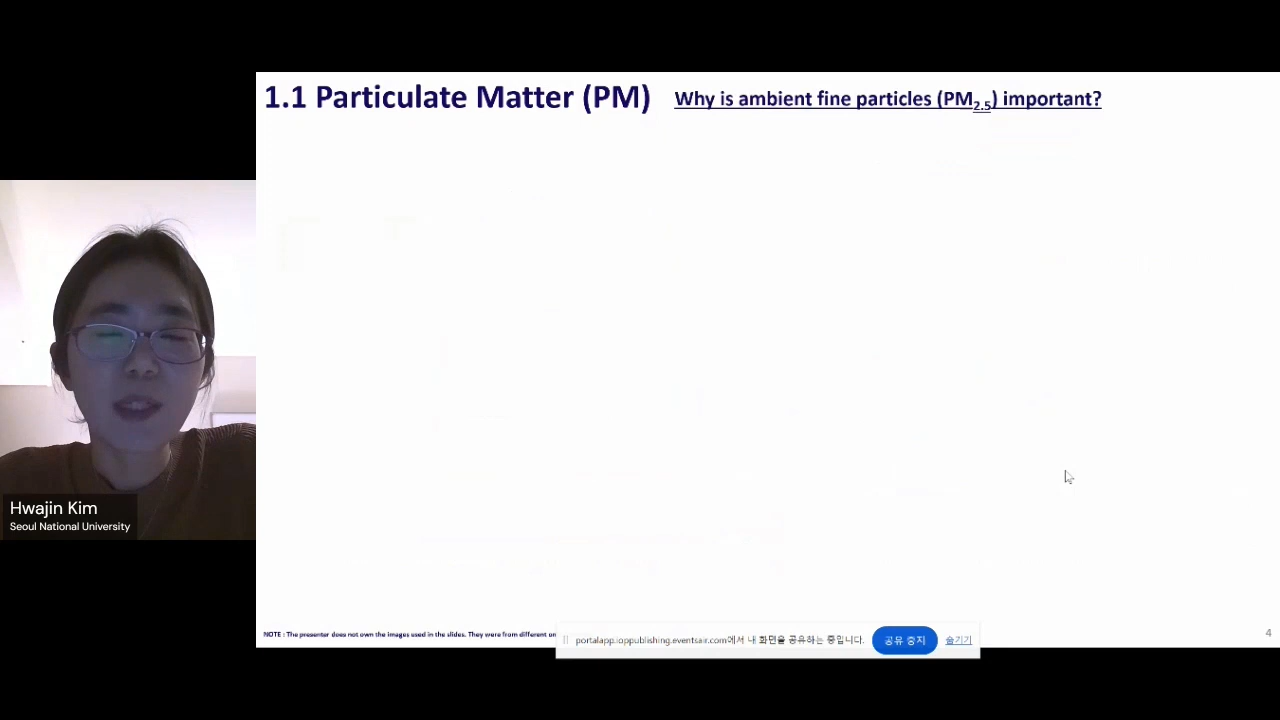 1.1 Particulate Matter (PM)
Why is ambient fine particles (PM2.5) important?
Hwajin Kim
Seoul National University
NOTE : The presenter does not own the images used in the slides. They were from different on
portalapp.ioppublishing.eventsair.com에서 내 화면을 공유하는 중입니다.
공유 중지
숨기기
4